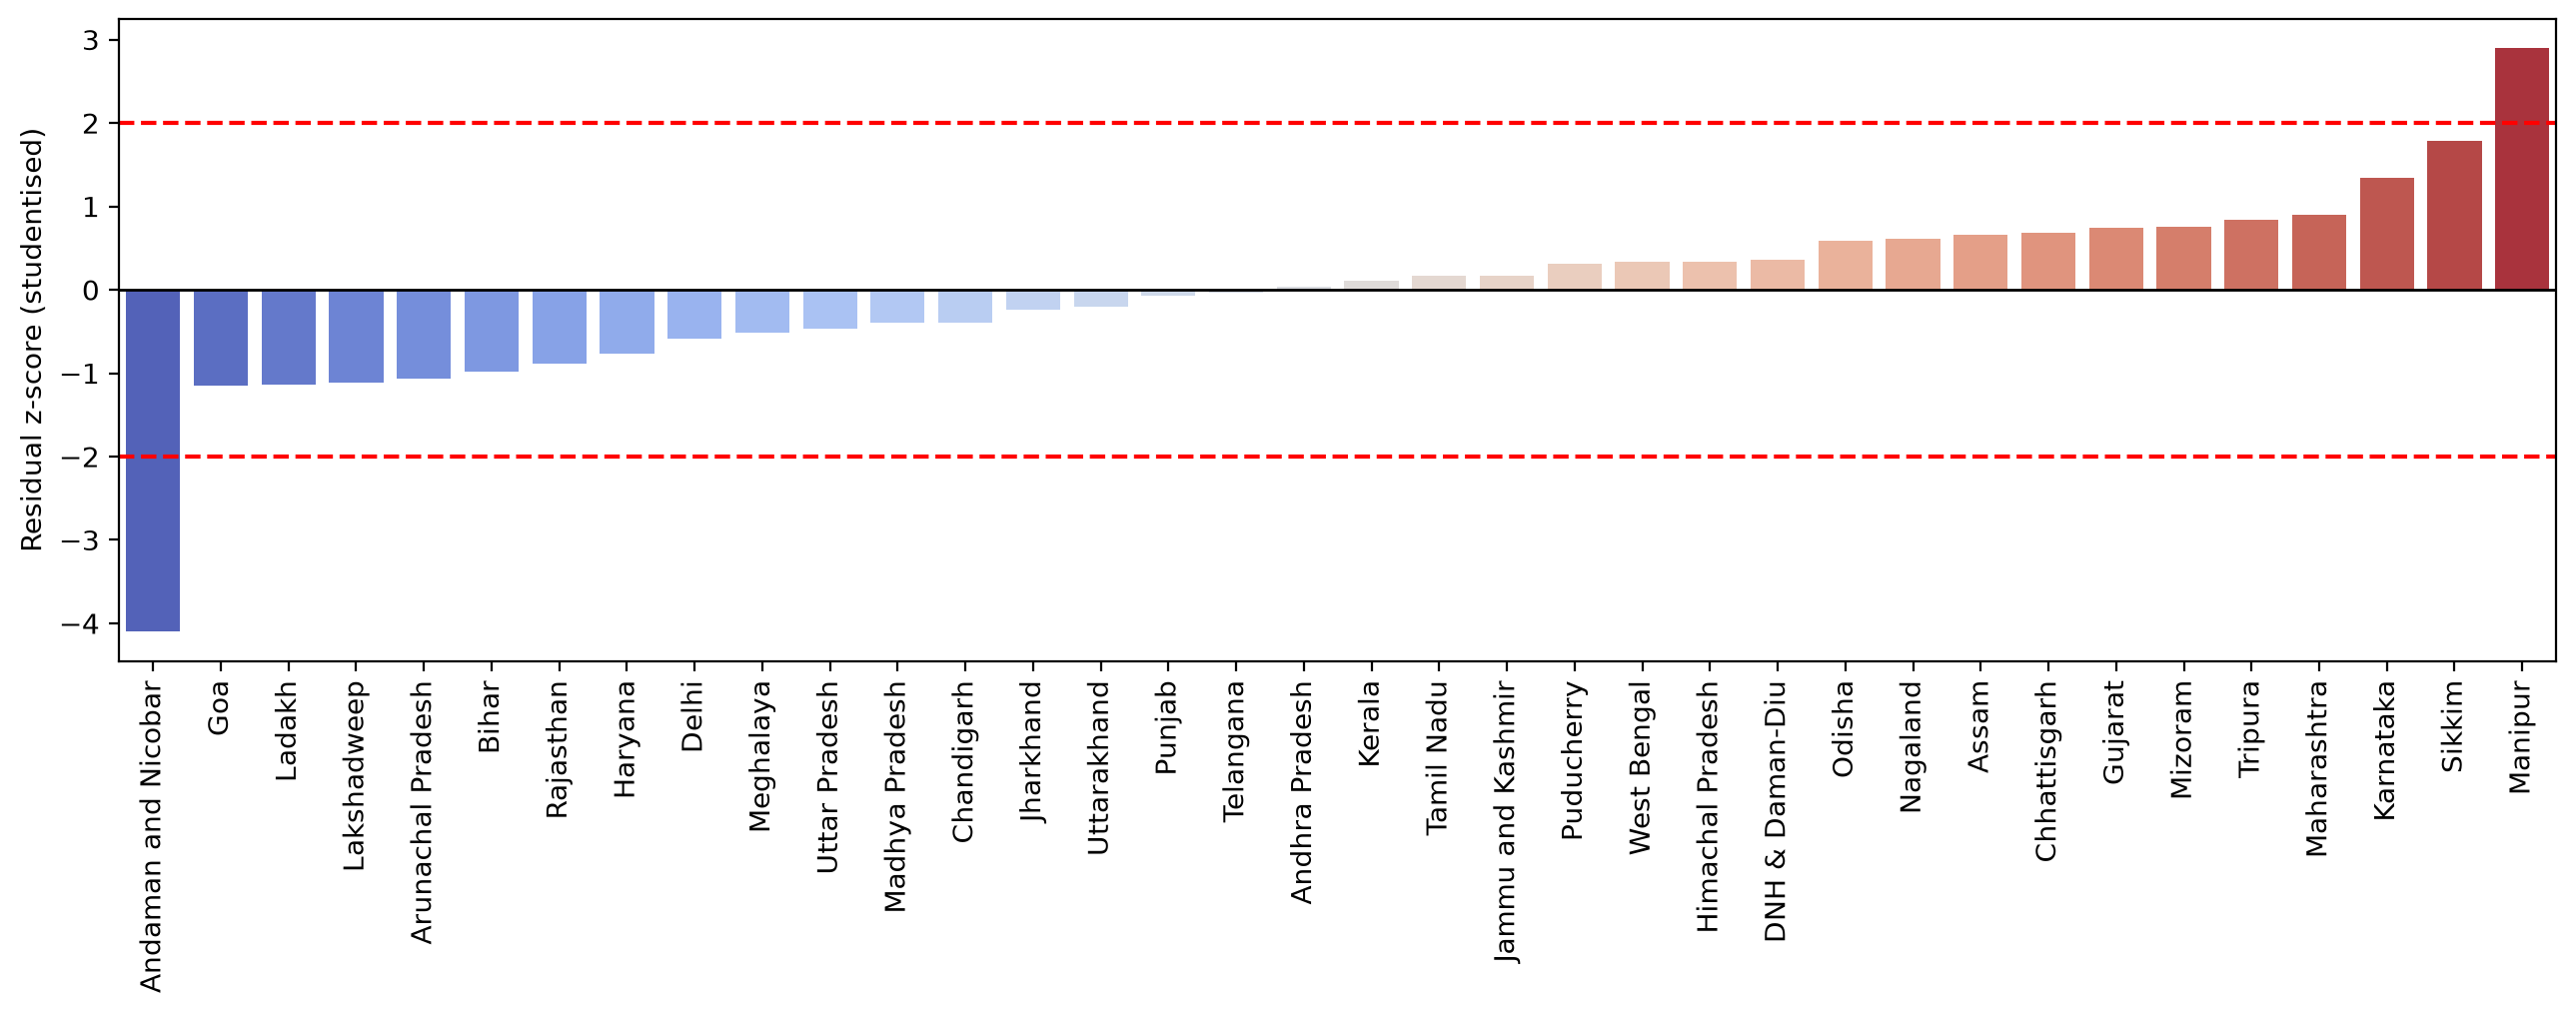 Residual z-score (studentised)
3
2
1
0
−1
−2
−3
−4
Andaman and Nicobar
Goa
Ladakh
Lakshadweep
Arunachal Pradesh
Bihar
Rajasthan
Haryana
Delhi
Meghalaya
Uttar Pradesh
Madhya Pradesh
Chandigarh
Jharkhand
Uttarakhand
Punjab
Telangana
Andhra Pradesh
Kerala
Tamil Nadu
Jammu and Kashmir
Puducherry
West Bengal
Himachal Pradesh
DNH & Daman-Diu
Odisha
Nagaland
Assam
Chhattisgarh
Gujarat
Mizoram
Tripura
Maharashtra
Karnataka
Sikkim
Manipur